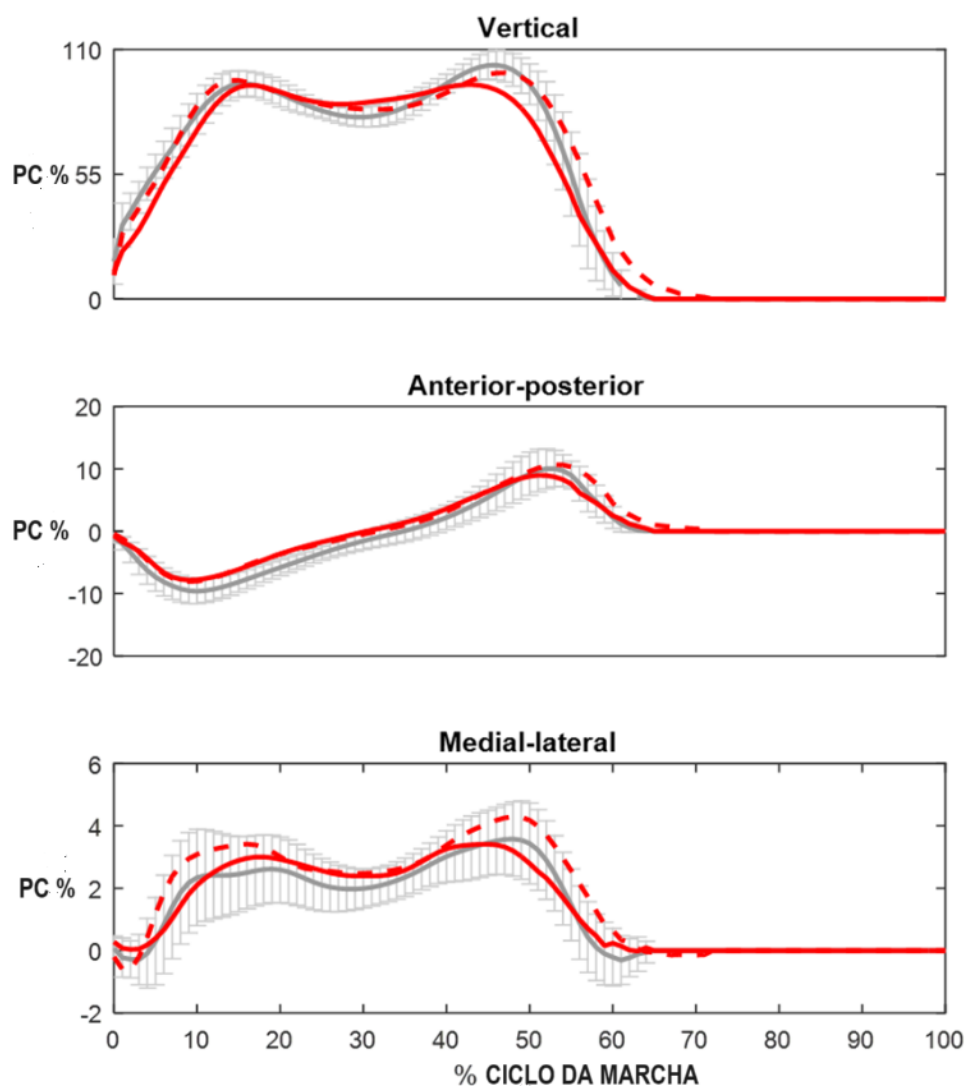 Vertical
110
PC % 55
0
Anterior-posterior
20
10
PC % 0
-10
-20
Medial-lateral
6
4
PC % 2
0
-2
0 10 20 30 40 50 60 70 80 90 100
% CICLO DA MARCHA